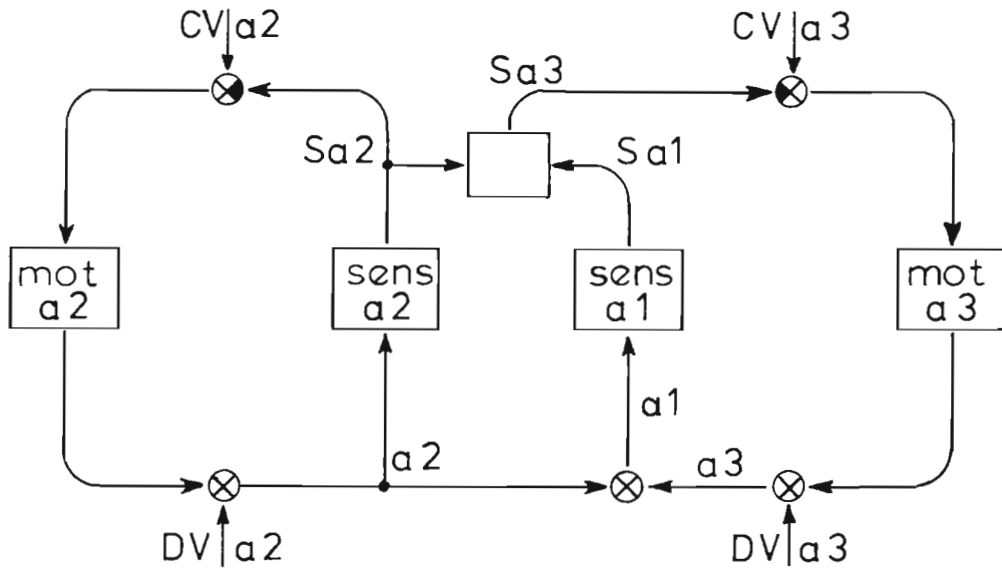 CV a2
CV a3
Sa3
Sa2
Sa1
mot
a2
sens
a2
sens
a1
mot
a3
a1
a2
a3
DV a2
DV a3